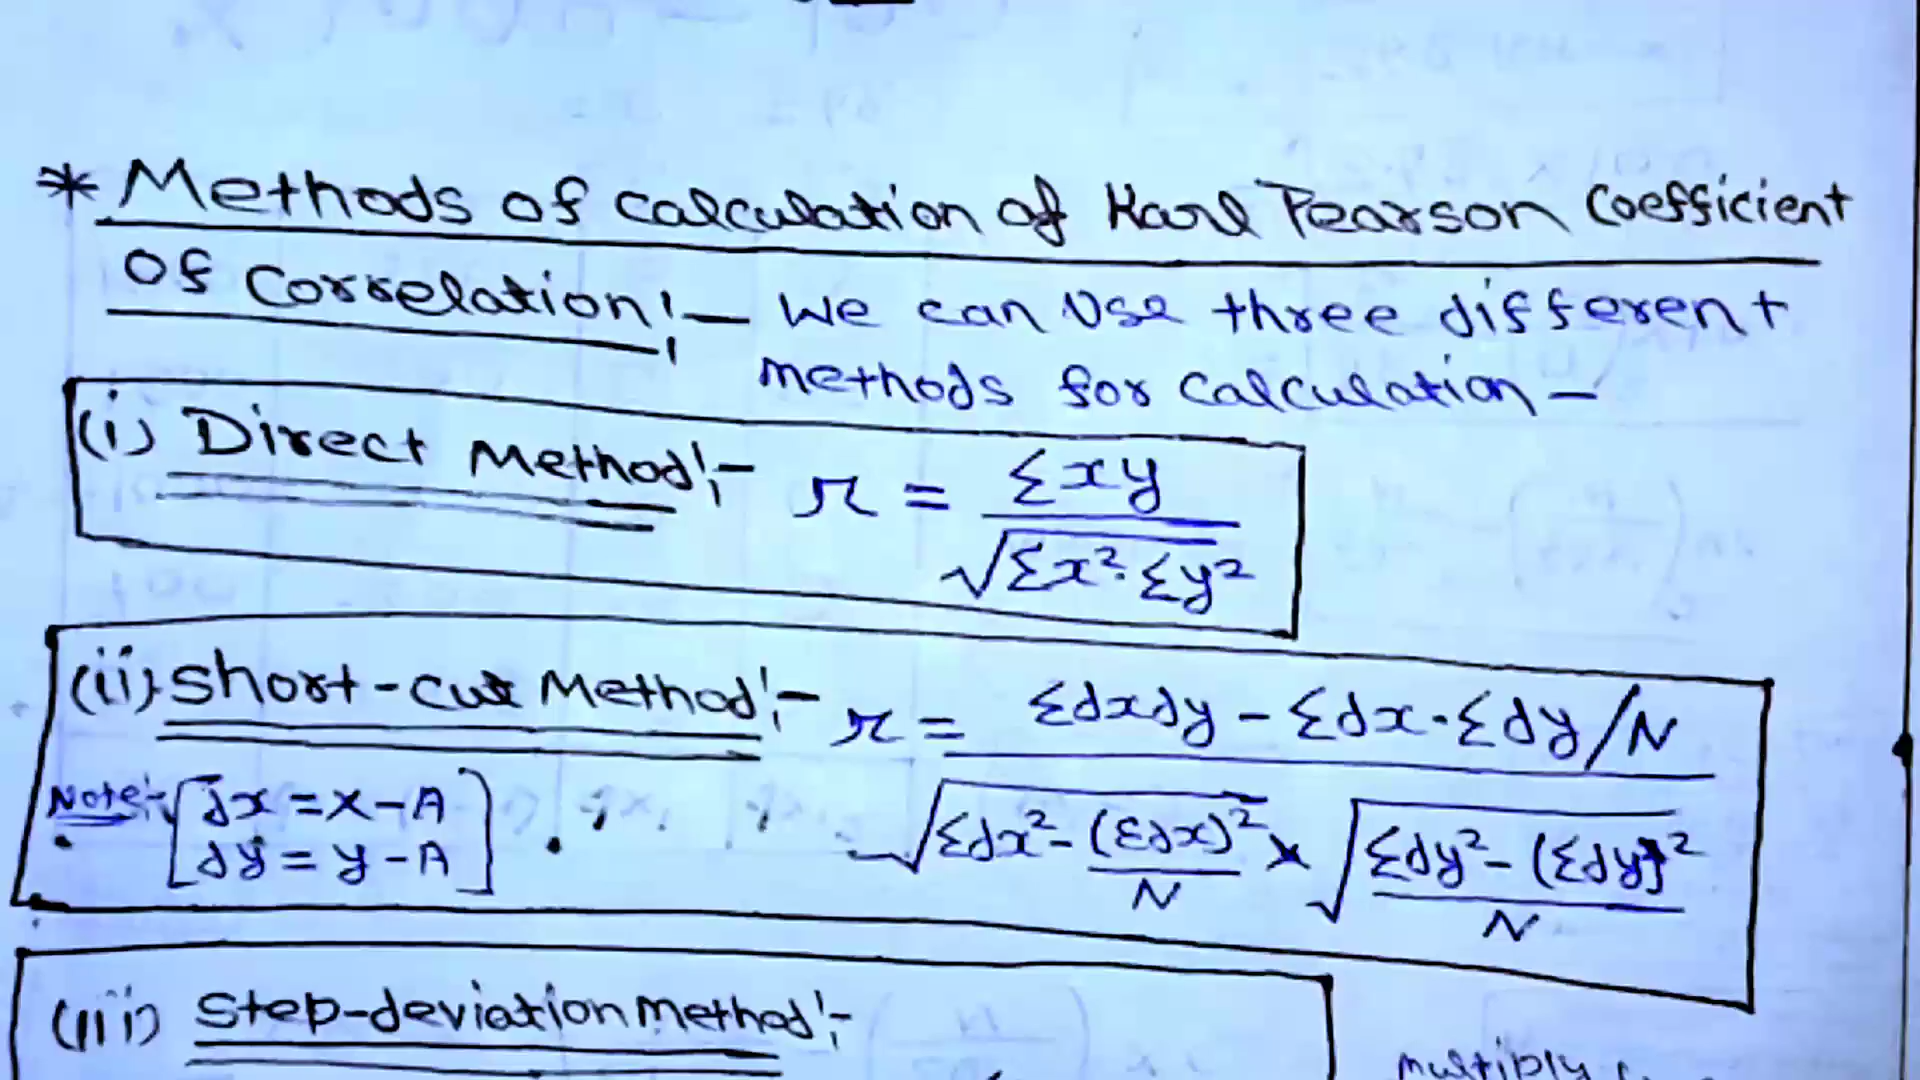 * Methods of calculation of Karl Pearson Coefficient
of Correlation:- We can Use three different
methods for Calculation -
(i) Direct Method:- r = Σxy / √Σx²·Σy²
(ii) Short-cut Method:- r = Σdxdy - Σdx·Σdy/N
Note:- [dx = x-A
dy = y-A]
√Σdx² - (Σdx)²/N × √Σdy² - (Σdy)²/N
(iii) Step-deviation Method:-
multiply